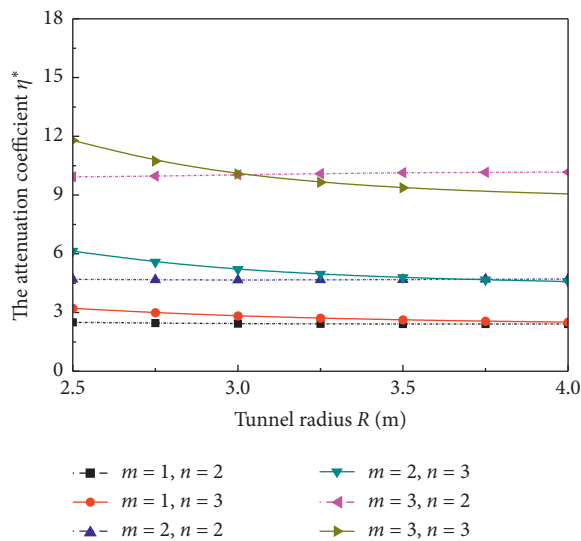 The attenuation coefficient η*
18
15
12
9
6
3
0
2.5
3.0
3.5
4.0
Tunnel radius R (m)
m = 1, n = 2
m = 1, n = 3
m = 2, n = 2
m = 2, n = 3
m = 3, n = 2
m = 3, n = 3